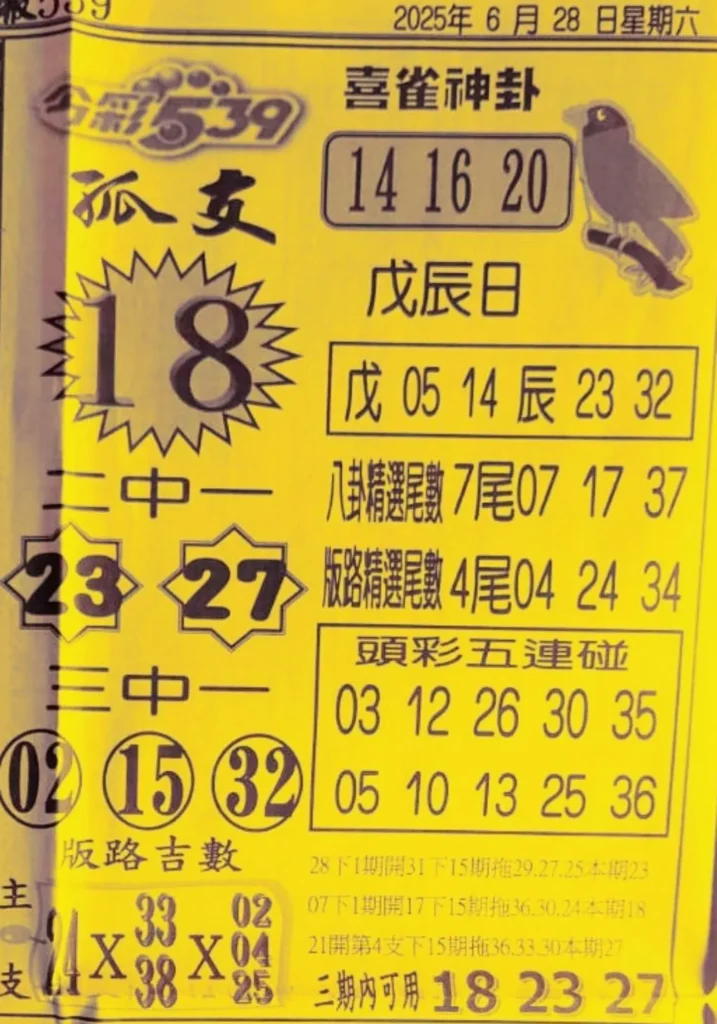 539
2025年 6 月 28 日星期六
今彩539
孤支
18
二中一
23 27
三中一
02 15 32
版路吉數
主支
24 X 33 38 X 02 04 25
喜雀神卦
14 16 20
戊辰日
戊 05 14 辰 23 32
八卦精選尾數 7尾07 17 37
版路精選尾數 4尾04 24 34
頭彩五連碰
03 12 26 30 35
05 10 13 25 36
28下1期開31下15期拖29.27.25本期23
07下1期開17下15期拖36.30.24本期18
21開第4支下15期拖36.33.30本期27
三期內可用 18 23 27